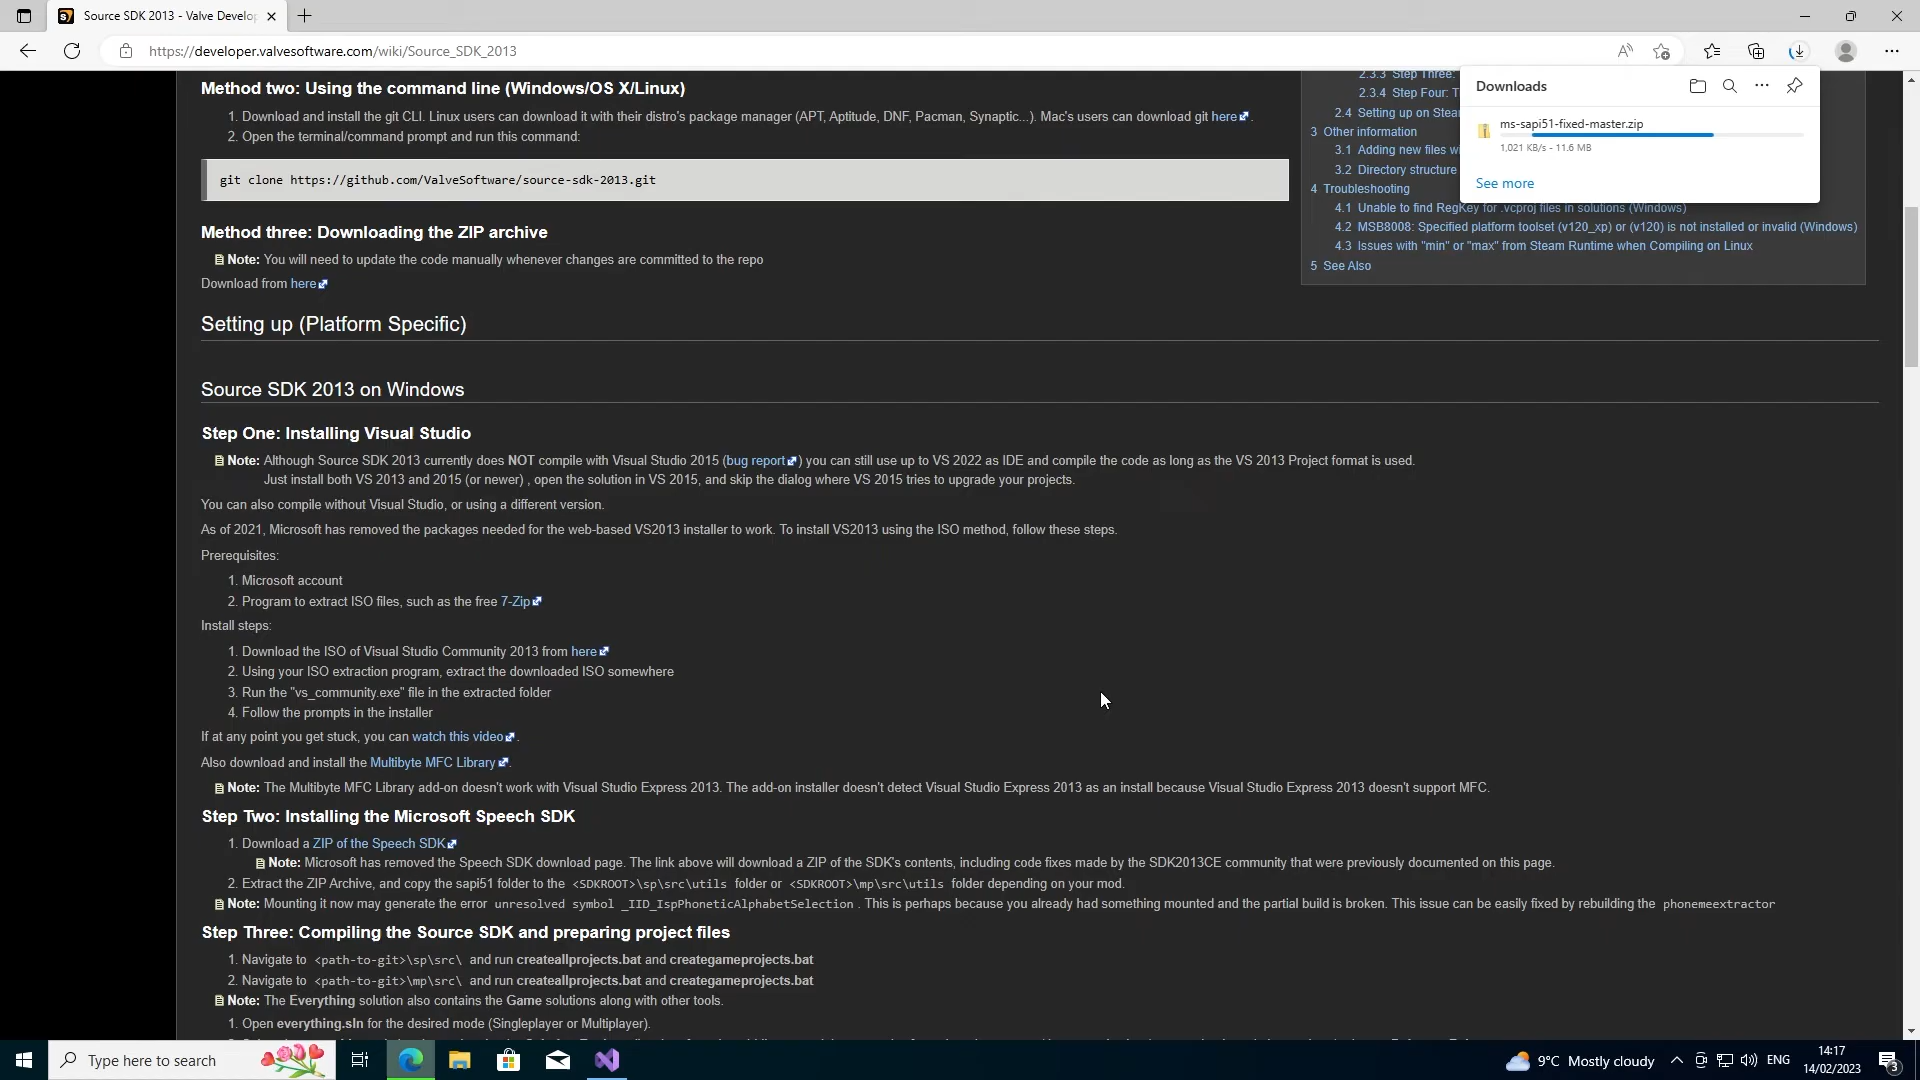 Source SDK 2013 - Valve Develop
https://developer.valvesoftware.com/wiki/Source_SDK_2013
Method two: Using the command line (Windows/OS X/Linux)
1. Download and install the git CLI. Linux users can download it with their distro's package manager (APT, Aptitude, DNF, Pacman, Synaptic...). Mac's users can download git here.
2. Open the terminal/command prompt and run this command:
git clone https://github.com/ValveSoftware/source-sdk-2013.git
Method three: Downloading the ZIP archive
Note: You will need to update the code manually whenever changes are committed to the repo
Download from here
2.3.3 Step Three:
2.3.4 Step Four: T
2.4 Setting up on Stea
3 Other information
3.1 Adding new files wi
3.2 Directory structure
4 Troubleshooting
4.1 Unable to find RegKey for .vcproj files in solutions (Windows)
4.2 MSB8008: Specified platform toolset (v120_xp) or (v120) is not installed or invalid (Windows)
4.3 Issues with "min" or "max" from Steam Runtime when Compiling on Linux
5 See Also
Downloads
ms-sapi51-fixed-master.zip
1,021 KB/s - 11.6 MB
See more
Setting up (Platform Specific)
Source SDK 2013 on Windows
Step One: Installing Visual Studio
Note: Although Source SDK 2013 currently does NOT compile with Visual Studio 2015 (bug report) you can still use up to VS 2022 as IDE and compile the code as long as the VS 2013 Project format is used.
Just install both VS 2013 and 2015 (or newer) , open the solution in VS 2015, and skip the dialog where VS 2015 tries to upgrade your projects.
You can also compile without Visual Studio, or using a different version.
As of 2021, Microsoft has removed the packages needed for the web-based VS2013 installer to work. To install VS2013 using the ISO method, follow these steps.
Prerequisites:
1. Microsoft account
2. Program to extract ISO files, such as the free 7-Zip
Install steps:
1. Download the ISO of Visual Studio Community 2013 from here
2. Using your ISO extraction program, extract the downloaded ISO somewhere
3. Run the "vs_community.exe" file in the extracted folder
4. Follow the prompts in the installer
If at any point you get stuck, you can watch this video.
Also download and install the Multibyte MFC Library.
Note: The Multibyte MFC Library add-on doesn't work with Visual Studio Express 2013. The add-on installer doesn't detect Visual Studio Express 2013 as an install because Visual Studio Express 2013 doesn't support MFC.
Step Two: Installing the Microsoft Speech SDK
1. Download a ZIP of the Speech SDK
Note: Microsoft has removed the Speech SDK download page. The link above will download a ZIP of the SDK's contents, including code fixes made by the SDK2013CE community that were previously documented on this page.
2. Extract the ZIP Archive, and copy the sapi51 folder to the <SDKROOT>\sp\src\utils folder or <SDKROOT>\mp\src\utils folder depending on your mod.
Note: Mounting it now may generate the error unresolved symbol _IID_IspPhoneticAlphabetSelection. This is perhaps because you already had something mounted and the partial build is broken. This issue can be easily fixed by rebuilding the phonemeextractor
Step Three: Compiling the Source SDK and preparing project files
1. Navigate to <path-to-git>\sp\src\ and run createallprojects.bat and creategameprojects.bat
2. Navigate to <path-to-git>\mp\src\ and run createallprojects.bat and creategameprojects.bat
Note: The Everything solution also contains the Game solutions along with other tools.
1. Open everything.sln for the desired mode (Singleplayer or Multiplayer).
Type here to search
9°C Mostly cloudy
ENG
14:17
14/02/2023
3